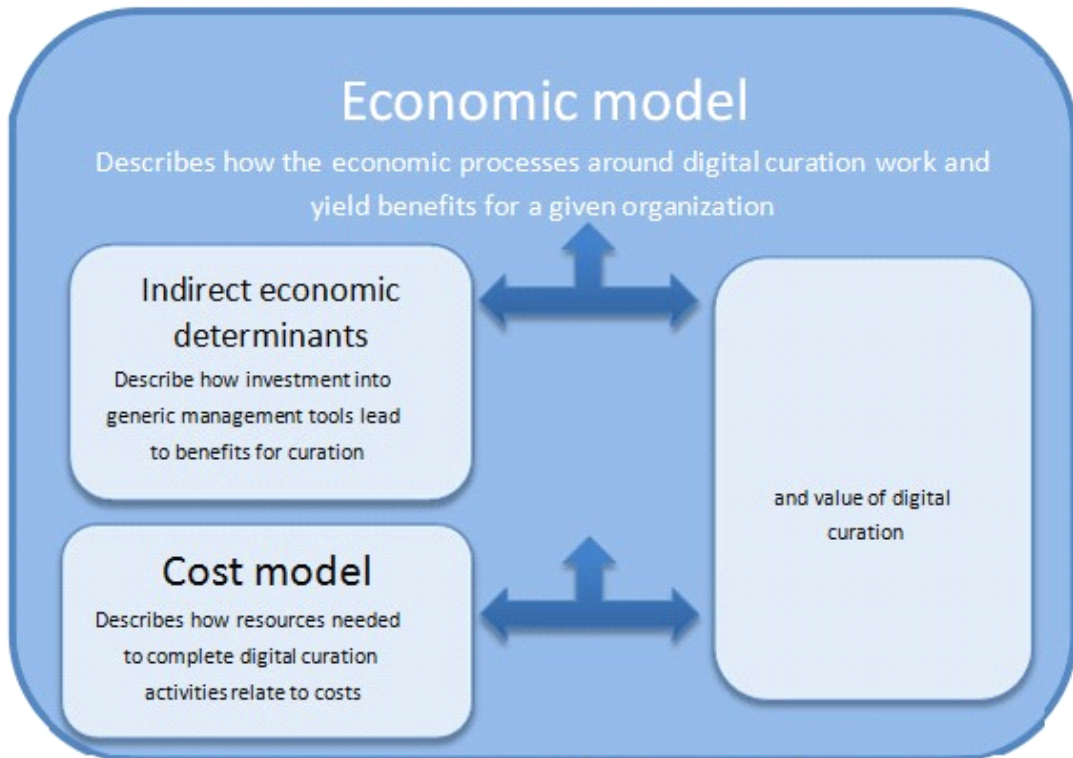 Economic model
Describes how the economic processes around digital curation work and
yield benefits for a given organization
Indirect economic
determinants
Describe how investment into
generic management tools lead
to benefits for curation
Cost model
Describes how resources needed
to complete digital curation
activities relate to costs
and value of digital
curation